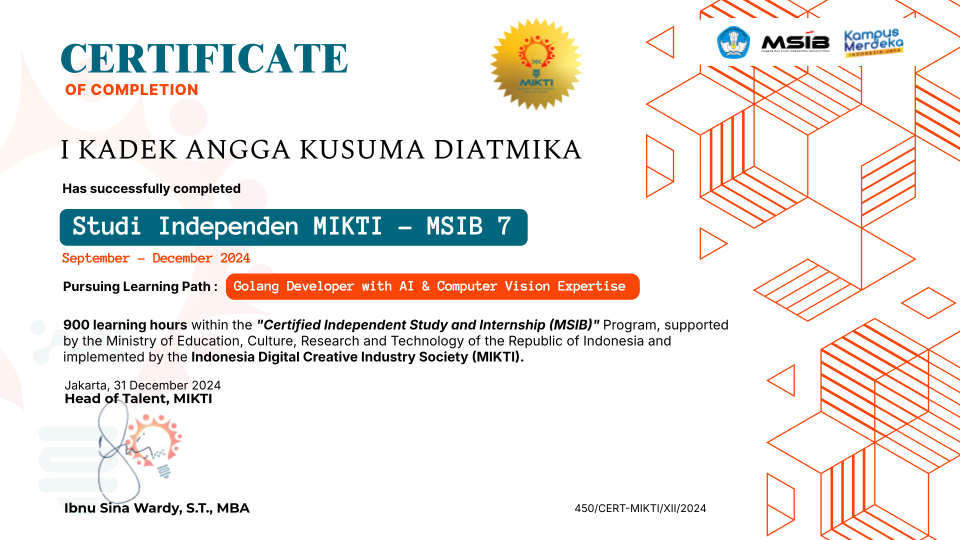 CERTIFICATE
OF COMPLETION
MIKTI
MSIB
Kampus
Merdeka
INDONESIA JAYA
I KADEK ANGGA KUSUMA DIATMIKA
Has successfully completed
Studi Independen MIKTI - MSIB 7
September - December 2024
Pursuing Learning Path : Golang Developer with AI & Computer Vision Expertise
900 learning hours within the "Certified Independent Study and Internship (MSIB)" Program, supported
by the Ministry of Education, Culture, Research and Technology of the Republic of Indonesia and
implemented by the Indonesia Digital Creative Industry Society (MIKTI).
Jakarta, 31 December 2024
Head of Talent, MIKTI
Ibnu Sina Wardy, S.T., MBA
450/CERT-MIKTI/XII/2024